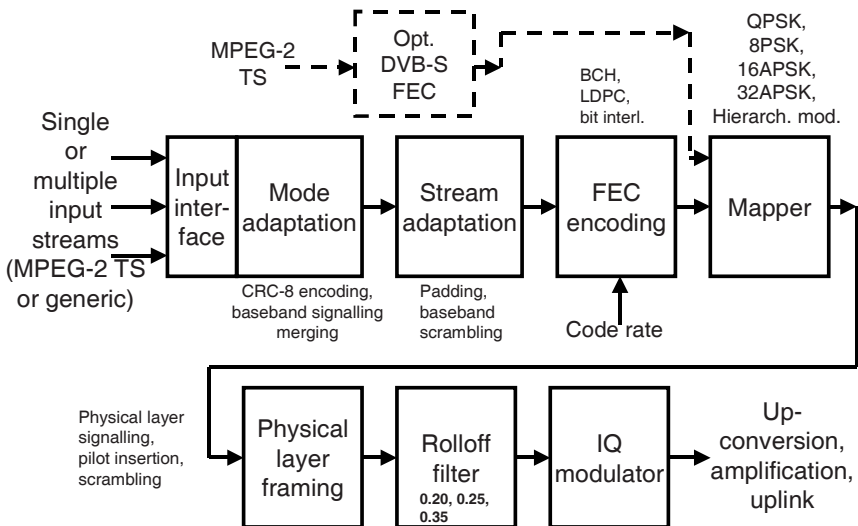 MPEG-2
TS
Opt.
DVB-S
FEC
QPSK,
8PSK,
16APSK,
32APSK,
Hierarch. mod.
BCH,
LDPC,
bit interl.
Single
or
multiple
input
streams
(MPEG-2 TS
or generic)
Input
inter-
face
Mode
adaptation
Stream
adaptation
FEC
encoding
Mapper
CRC-8 encoding,
baseband signalling
merging
Padding,
baseband
scrambling
Code rate
Physical layer
signalling,
pilot insertion,
scrambling
Physical
layer
framing
Rolloff
filter
0.20, 0.25,
0.35
IQ
modulator
Up-
conversion,
amplification,
uplink